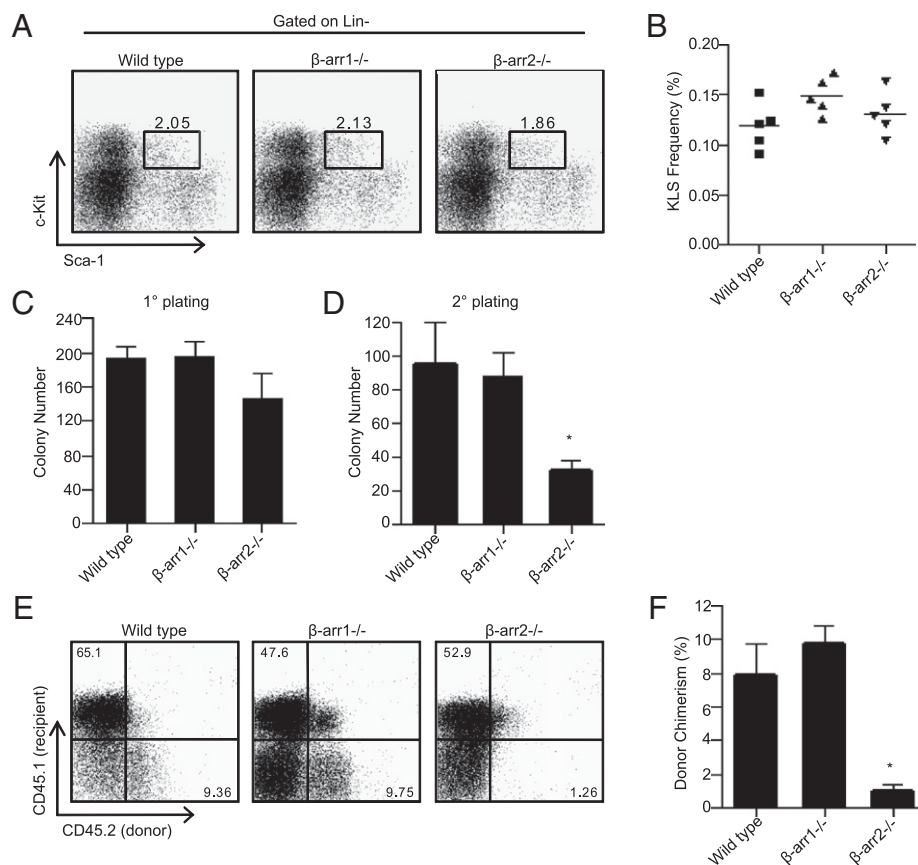 A
Gated on Lin-
Wild type
β-arr1-/-
β-arr2-/-
2.05
2.13
1.86
c-Kit
Sca-1
B
KLS Frequency (%)
0.20
0.15
0.10
0.05
0.00
Wild type
β-arr1-/-
β-arr2-/-
C
1° plating
Colony Number
240
200
160
120
80
40
0
Wild type
β-arr1-/-
β-arr2-/-
D
2° plating
Colony Number
120
100
80
60
40
20
0
*
Wild type
β-arr1-/-
β-arr2-/-
E
Wild type
β-arr1-/-
β-arr2-/-
65.1
9.36
47.6
9.75
52.9
1.26
CD45.1 (recipient)
CD45.2 (donor)
F
Donor Chimerism (%)
12
10
8
6
4
2
0
*
Wild type
β-arr1-/-
β-arr2-/-